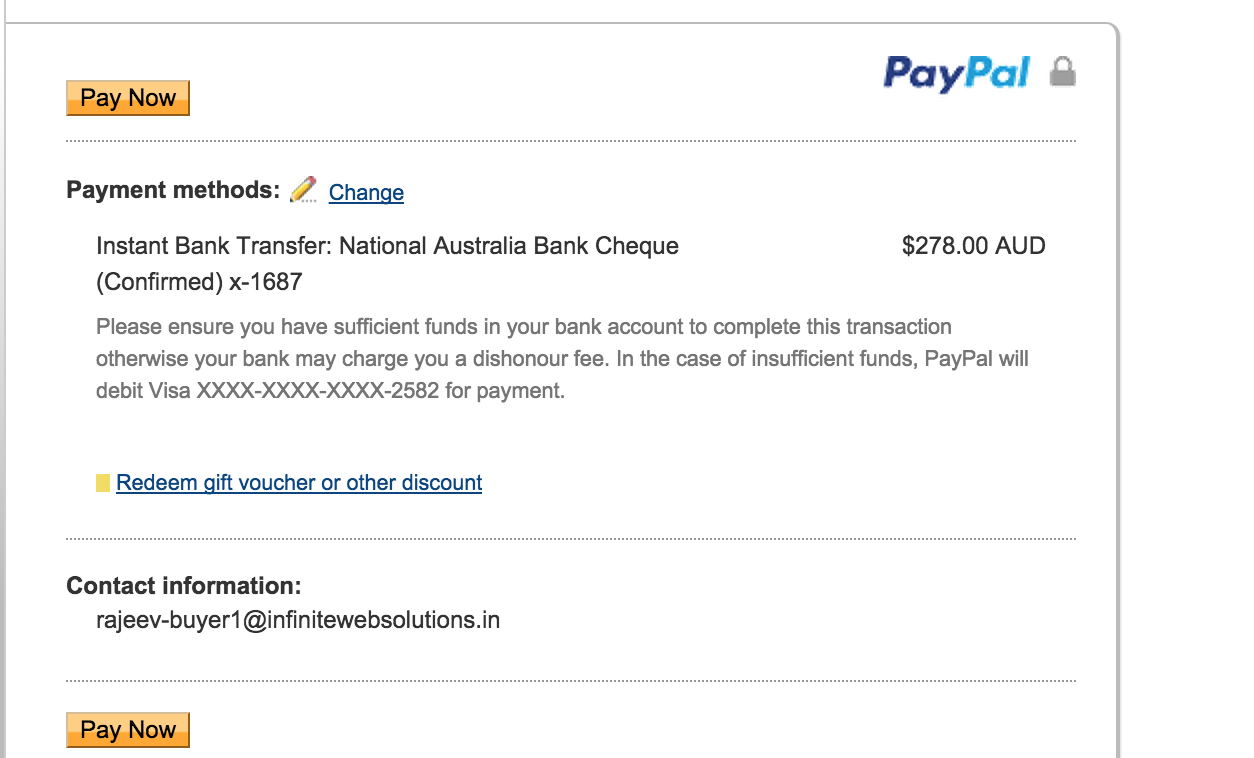 PayPal
Pay Now
Payment methods: Change
Instant Bank Transfer: National Australia Bank Cheque $278.00 AUD
(Confirmed) x-1687
Please ensure you have sufficient funds in your bank account to complete this transaction
otherwise your bank may charge you a dishonour fee. In the case of insufficient funds, PayPal will
debit Visa XXXX-XXXX-XXXX-2582 for payment.
Redeem gift voucher or other discount
Contact information:
rajeev-buyer1@infinitewebsolutions.in
Pay Now